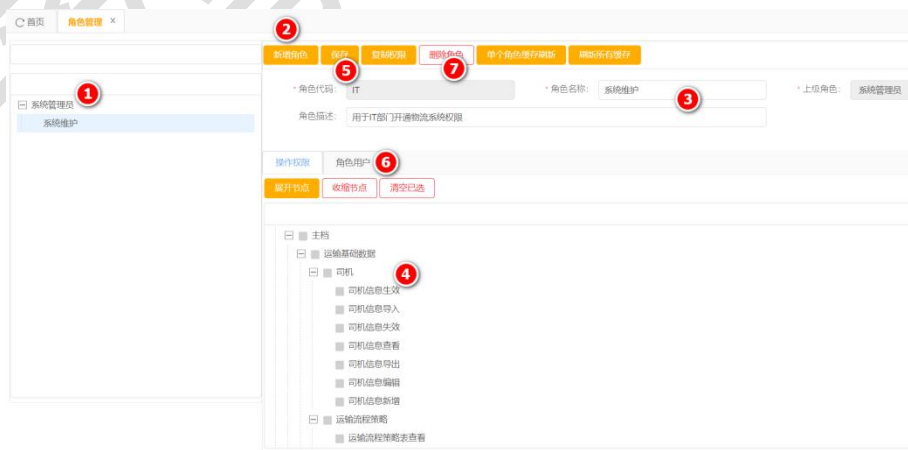 首页 角色管理 ×
2
新增角色 保存 复制权限 删除角色 单个角色缓存刷新 刷新所有缓存
5 7
1
* 角色代码: IT * 角色名称: 系统维护 * 上级角色: 系统管理员
3
系统管理员
系统维护
角色描述: 用于IT部门开通物流系统权限
操作权限 角色用户 6
展开节点 收缩节点 清空已选
主档
运输基础数据
司机
4
司机信息生效
司机信息导入
司机信息失效
司机信息查看
司机信息导出
司机信息编辑
司机信息新增
运输流程策略
运输流程策略表查看